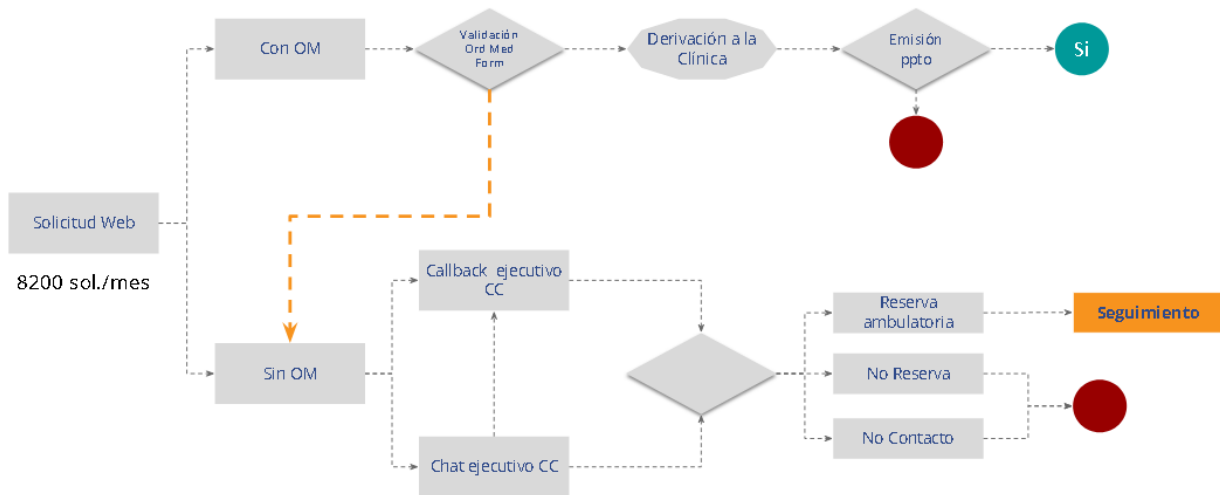 Con OM
Validación
Ord Med
Form
Derivación a la
Clínica
Emisión
ppto
Si
Solicitud Web
8200 sol./mes
Callback ejecutivo
CC
Reserva
ambulatoria
Seguimiento
Sin OM
No Reserva
No Contacto
Chat ejecutivo CC